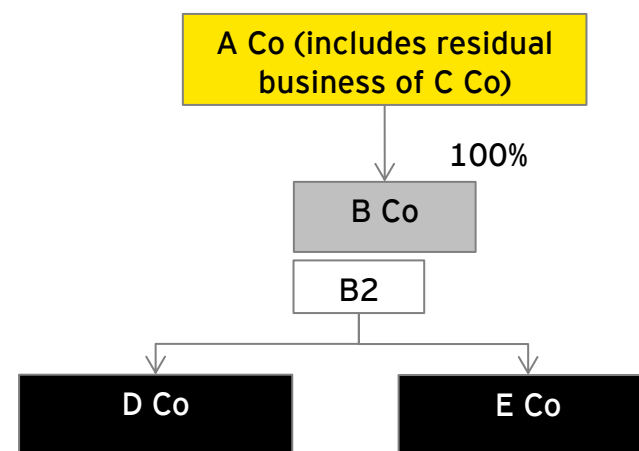 A Co (includes residual
business of C Co)
100%
B Co
B2
D Co
E Co